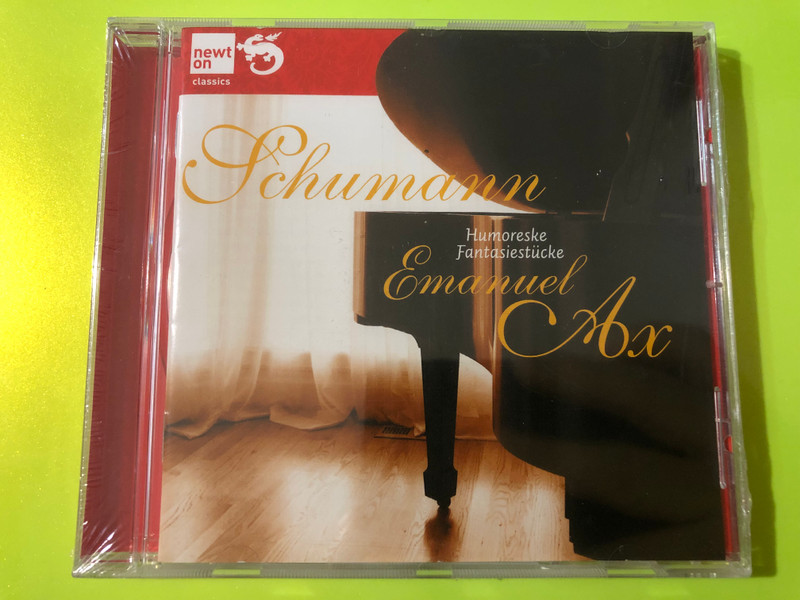 newt
on
classics
Schumann
Humoreske
Fantasiestücke
Emanuel
Ax